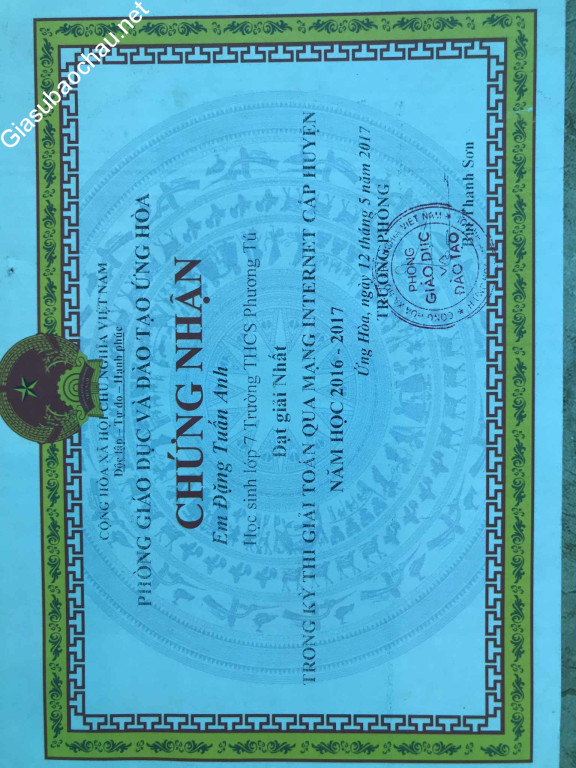 Giasubaochau.net
CỘNG HÒA XÃ HỘI CHỦ NGHĨA VIỆT NAM
Độc lập - Tự do - Hạnh phúc
PHÒNG GIÁO DỤC VÀ ĐÀO TẠO ỨNG HÒA
CHỨNG NHẬN
Em Đặng Tuấn Anh
Học sinh lớp 7 Trường THCS Phương Tú
Đạt giải Nhất
TRONG KỲ THI GIẢI TOÁN QUA MẠNG INTERNET CẤP HUYỆN
NĂM HỌC 2016 - 2017
Ứng Hòa, ngày 12 tháng 5 năm 2017
TRƯỞNG PHÒNG
PHÒNG
GIÁO DỤC
VÀ
ĐÀO TẠO
Bùi Thanh Sơn